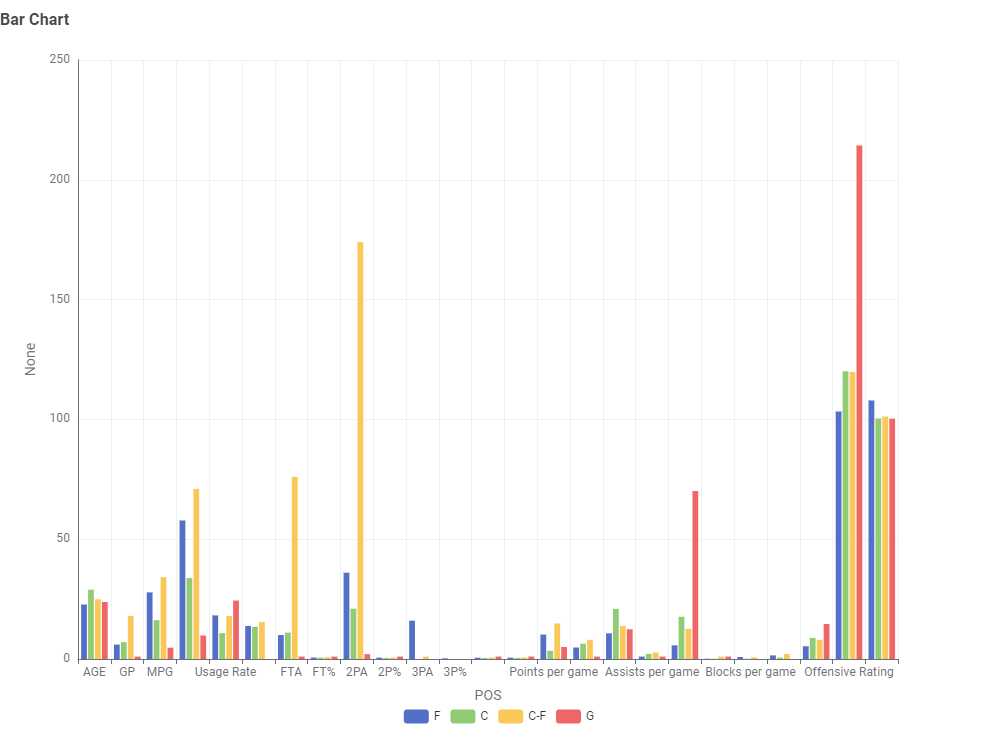 Bar Chart
250
200
150
100
50
0
None
AGE GP MPG Usage Rate FTA FT% 2PA 2P% 3PA 3P% Points per game Assists per game Blocks per game Offensive Rating
POS
F C C-F G